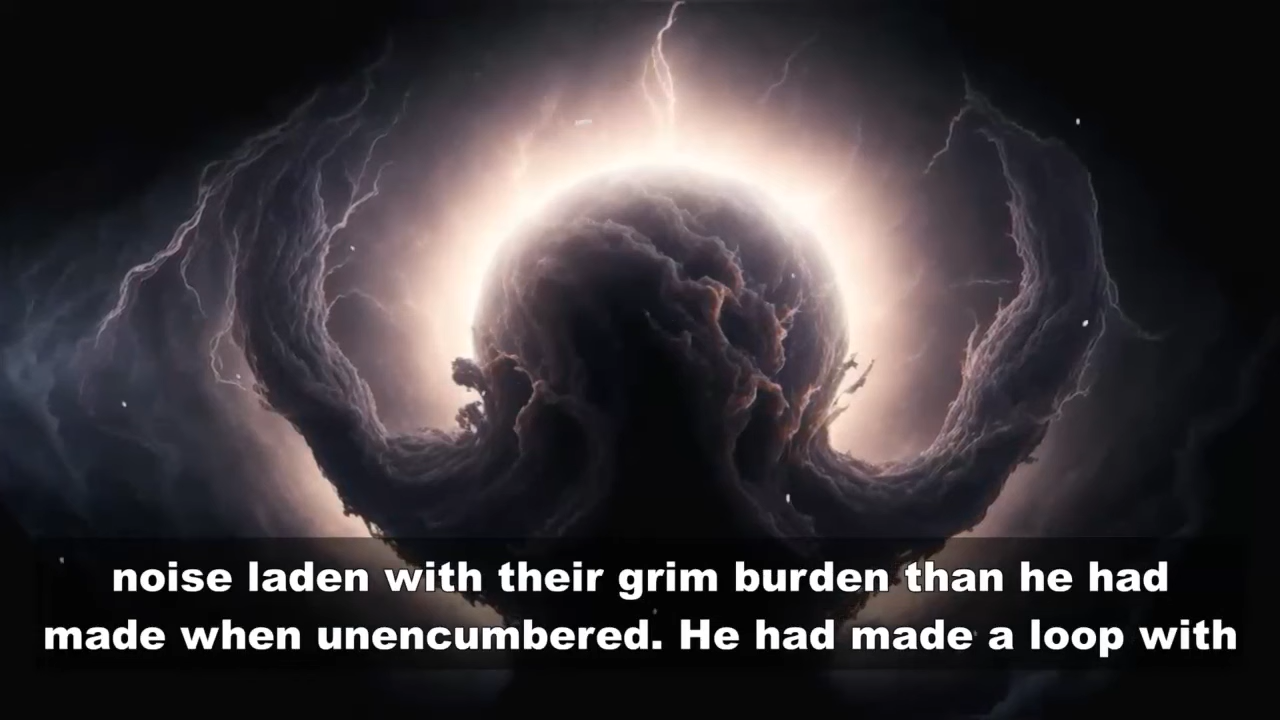 noise laden with their grim burden than he had
made when unencumbered. He had made a loop with